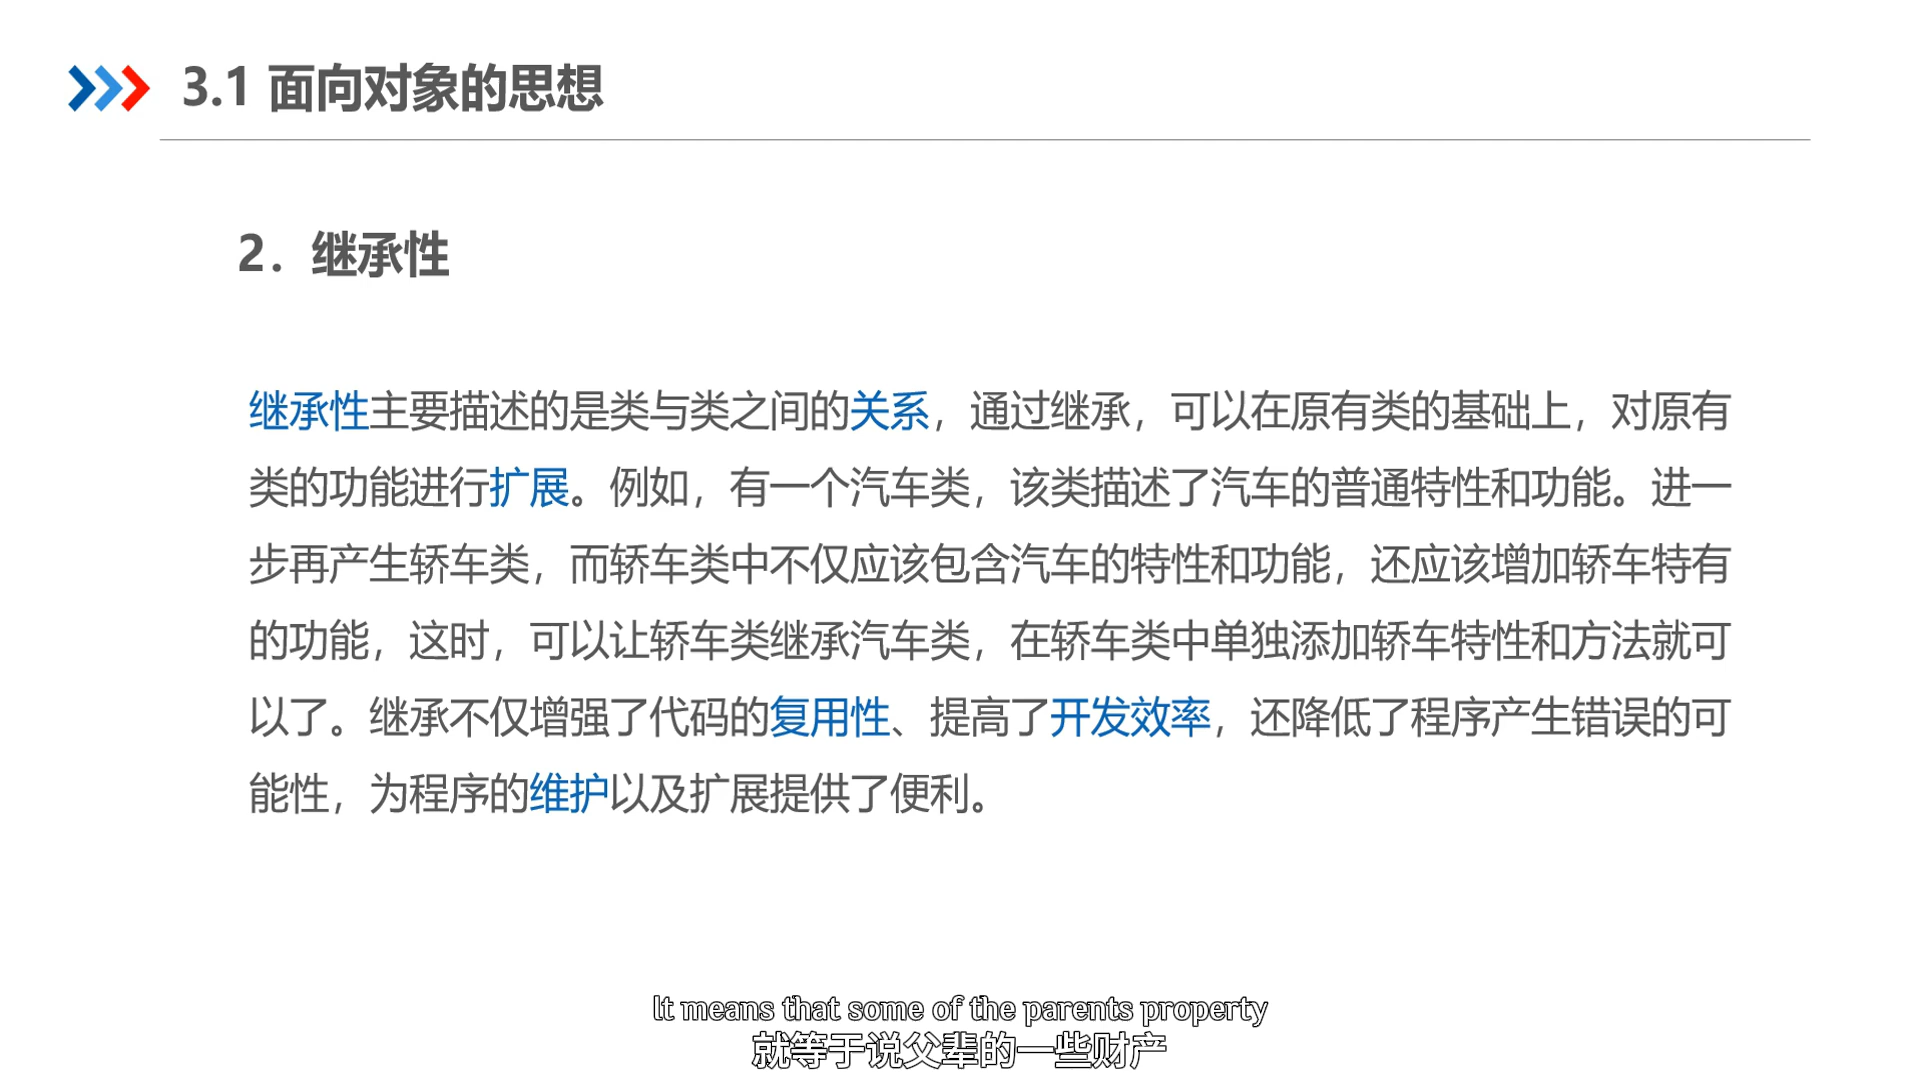 3.1 面向对象的思想
2. 继承性
继承性主要描述的是类与类之间的关系，通过继承，可以在原有类的基础上，对原有
类的功能进行扩展。例如，有一个汽车类，该类描述了汽车的普通特性和功能。进一
步再产生轿车类，而轿车类中不仅应该包含汽车的特性和功能，还应该增加轿车特有
的功能，这时，可以让轿车类继承汽车类，在轿车类中单独添加轿车特性和方法就可
以了。继承不仅增强了代码的复用性、提高了开发效率，还降低了程序产生错误的可
能性，为程序的维护以及扩展提供了便利。
It means that some of the parents property
就等于说父辈的一些财产